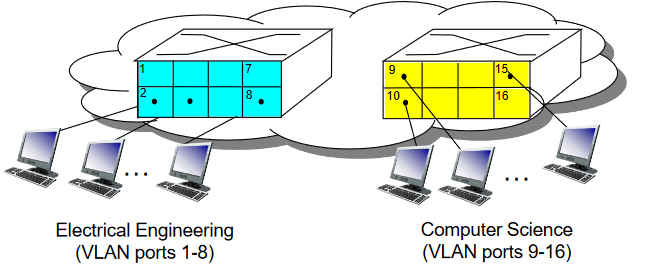 1 7
2 8
9 15
10 16
... ...
Electrical Engineering
(VLAN ports 1-8)
Computer Science
(VLAN ports 9-16)